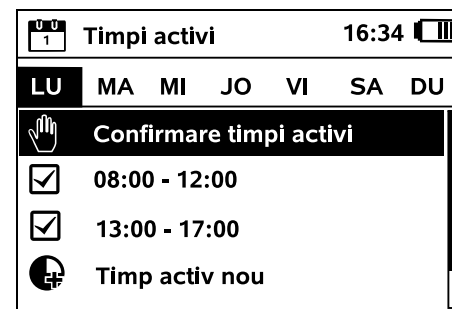 1 Timpi activi 16:34
LU MA MI JO VI SA DU
Confirmare timpi activi
08:00 - 12:00
13:00 - 17:00
Timp activ nou